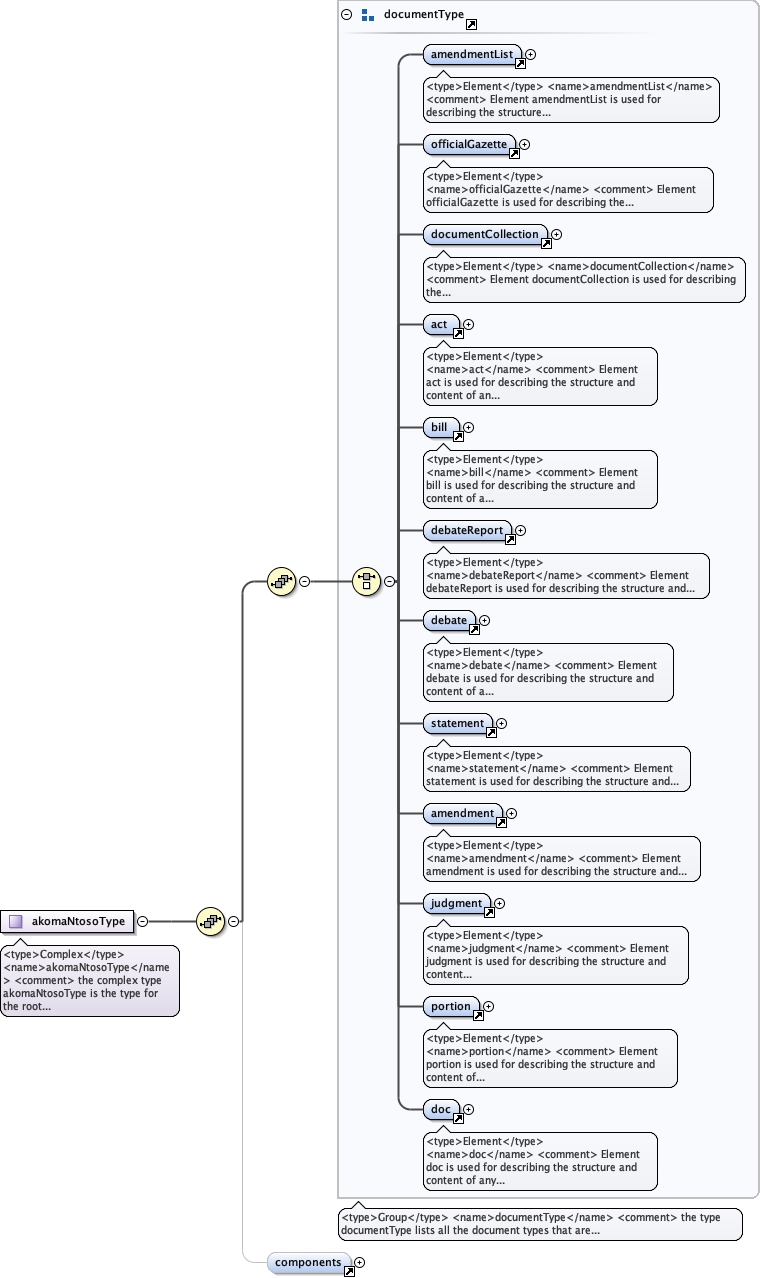 documentType
amendmentList
<type>Element</type> <name>amendmentList</name>
<comment> Element amendmentList is used for
describing the structure...
officialGazette
<type>Element</type>
<name>officialGazette</name> <comment> Element
officialGazette is used for describing the...
documentCollection
<type>Element</type> <name>documentCollection</name>
<comment> Element documentCollection is used for describing
the...
act
<type>Element</type>
<name>act</name> <comment> Element
act is used for describing the structure and
content of an...
bill
<type>Element</type>
<name>bill</name> <comment> Element
bill is used for describing the structure and
content of a...
debateReport
<type>Element</type>
<name>debateReport</name> <comment> Element
debateReport is used for describing the structure and...
debate
<type>Element</type>
<name>debate</name> <comment> Element
debate is used for describing the structure and
content of a...
statement
<type>Element</type>
<name>statement</name> <comment> Element
statement is used for describing the structure and...
amendment
<type>Element</type>
<name>amendment</name> <comment> Element
amendment is used for describing the structure and...
judgment
<type>Element</type>
<name>judgment</name> <comment> Element
judgment is used for describing the structure and
content...
portion
<type>Element</type>
<name>portion</name> <comment> Element
portion is used for describing the structure and
content of...
doc
<type>Element</type>
<name>doc</name> <comment> Element
doc is used for describing the structure and
content of any...
akomaNtosoType
<type>Complex</type>
<name>akomaNtosoType</name
> <comment> the complex type
akomaNtosoType is the type for
the root...
<type>Group</type> <name>documentType</name> <comment> the type
documentType lists all the document types that are...
components